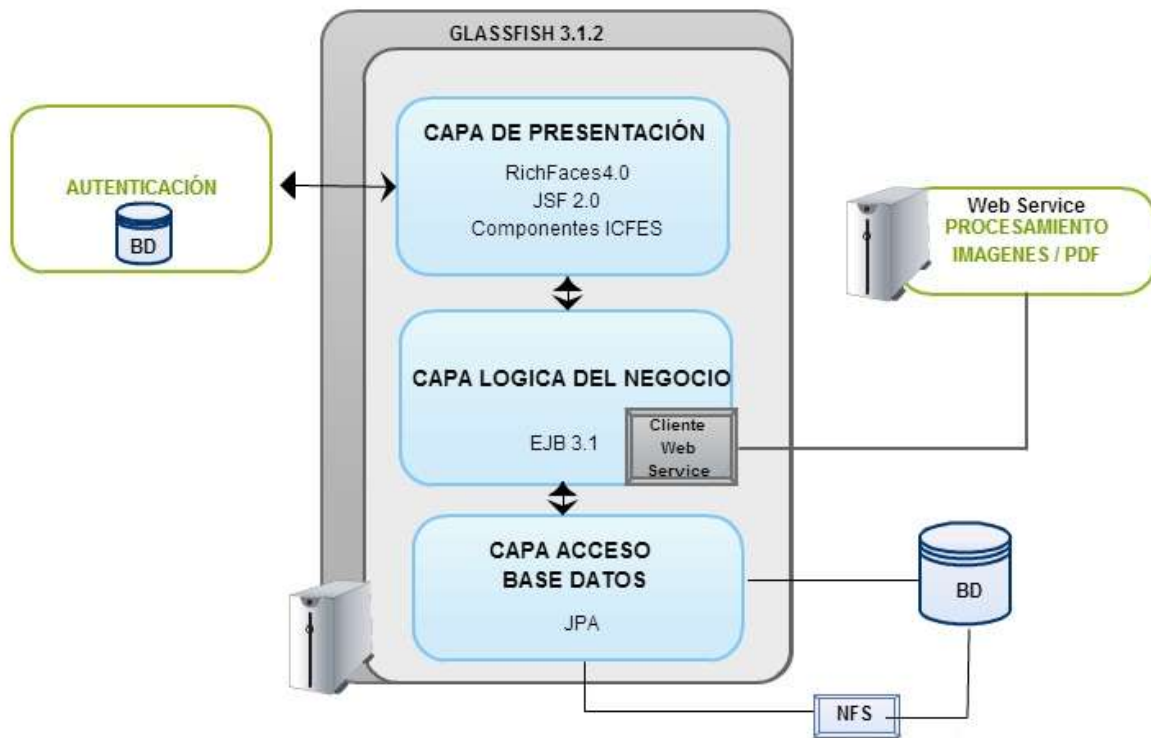 GLASSFISH 3.1.2
AUTENTICACIÓN
BD
CAPA DE PRESENTACIÓN
RichFaces4.0
JSF 2.0
Componentes ICFES
Web Service
PROCESAMIENTO
IMAGENES / PDF
CAPA LOGICA DEL NEGOCIO
EJB 3.1
Cliente
Web
Service
CAPA ACCESO
BASE DATOS
JPA
BD
NFS